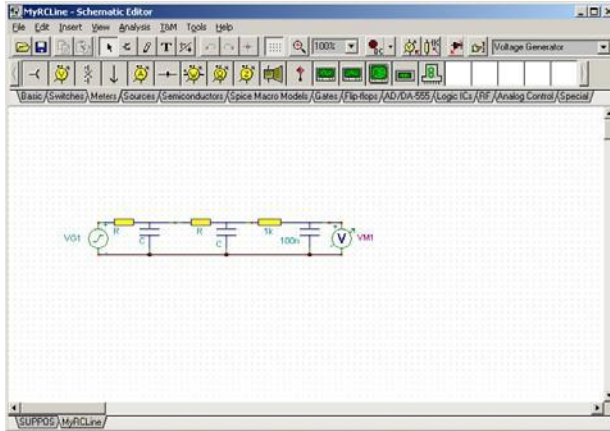 MyRCLine - Schematic Editor
File Edit Insert View Analysis T&M Tools Help
100% Voltage Generator
Basic Switches Meters Sources Semiconductors Spice Macro Models Gates Flip-flops AD/DA-555 Logic ICs RF Analog Control Special
VG1 R C R C 1k 100n V VM1
SUPPOS MyRCLine